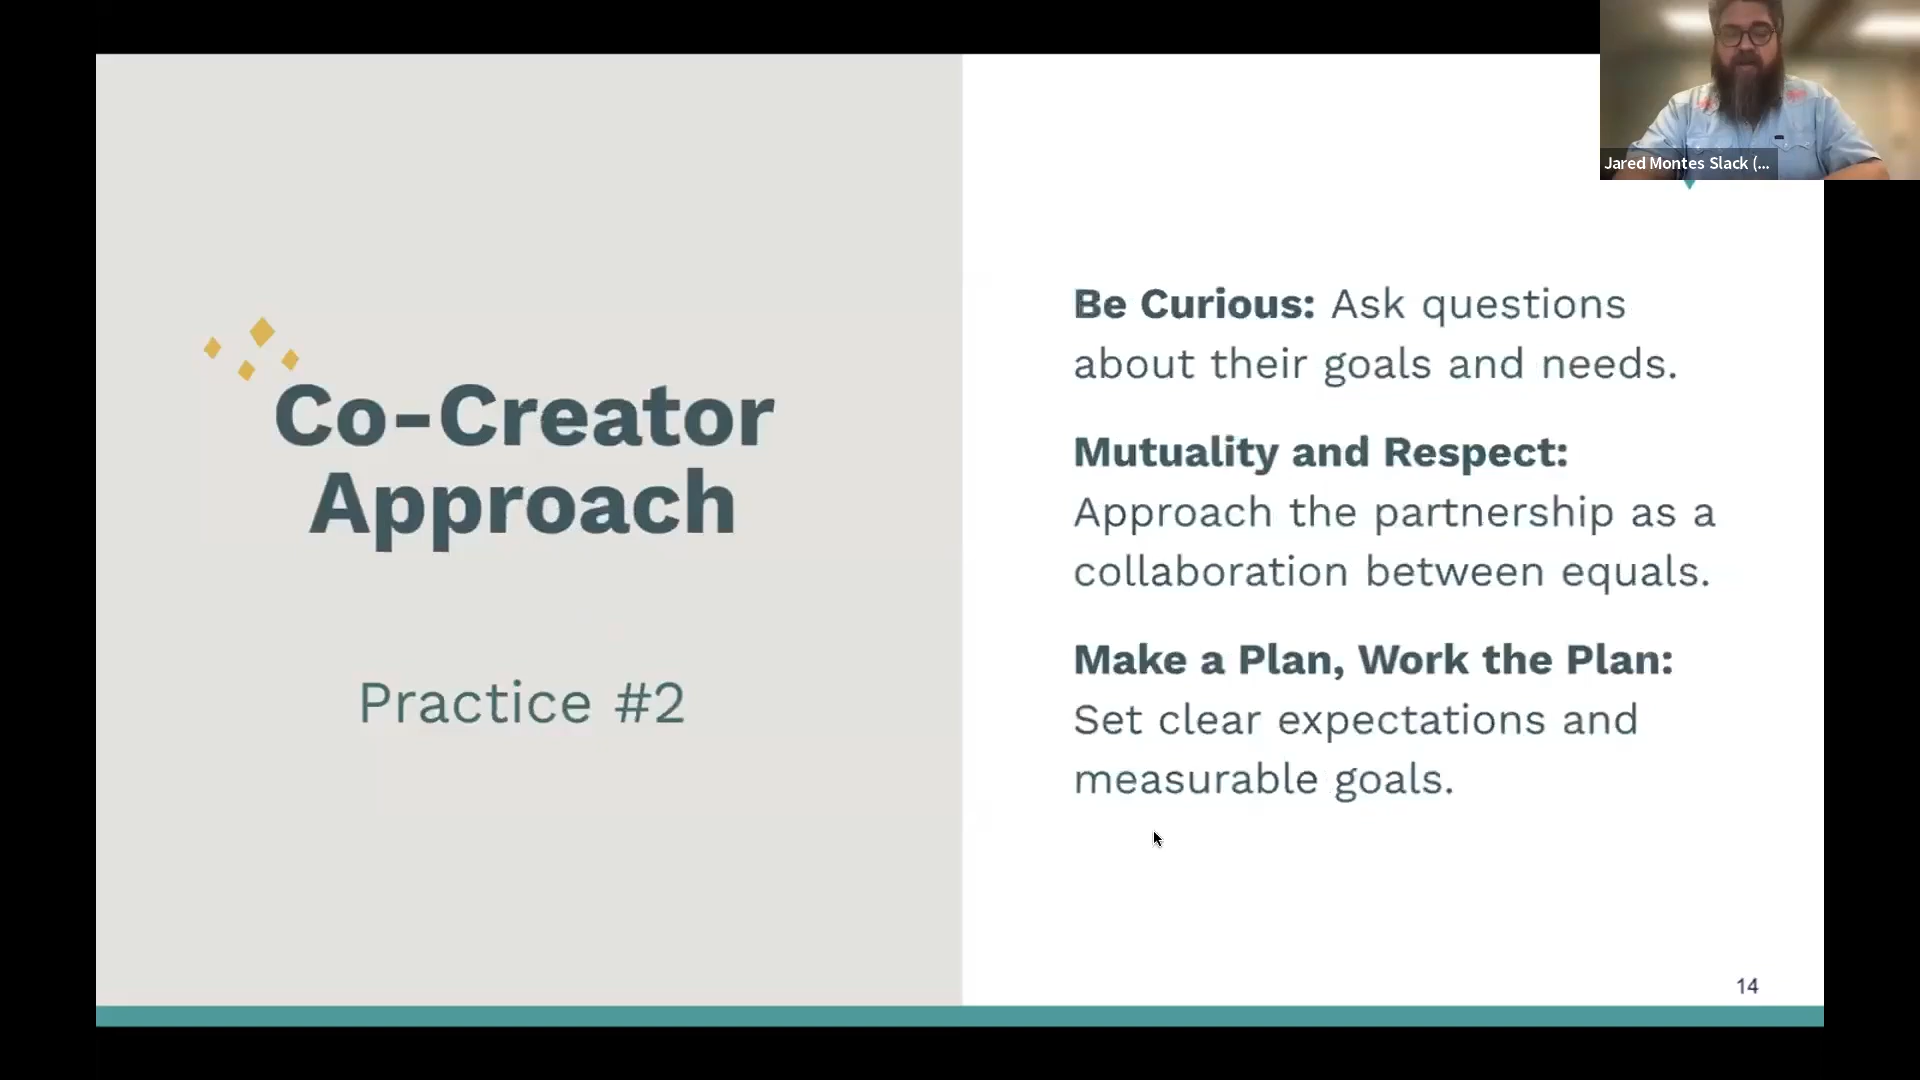 Jared Montes Slack (...
Co-Creator
Approach
Practice #2
Be Curious: Ask questions
about their goals and needs.
Mutuality and Respect:
Approach the partnership as a
collaboration between equals.
Make a Plan, Work the Plan:
Set clear expectations and
measurable goals.
14